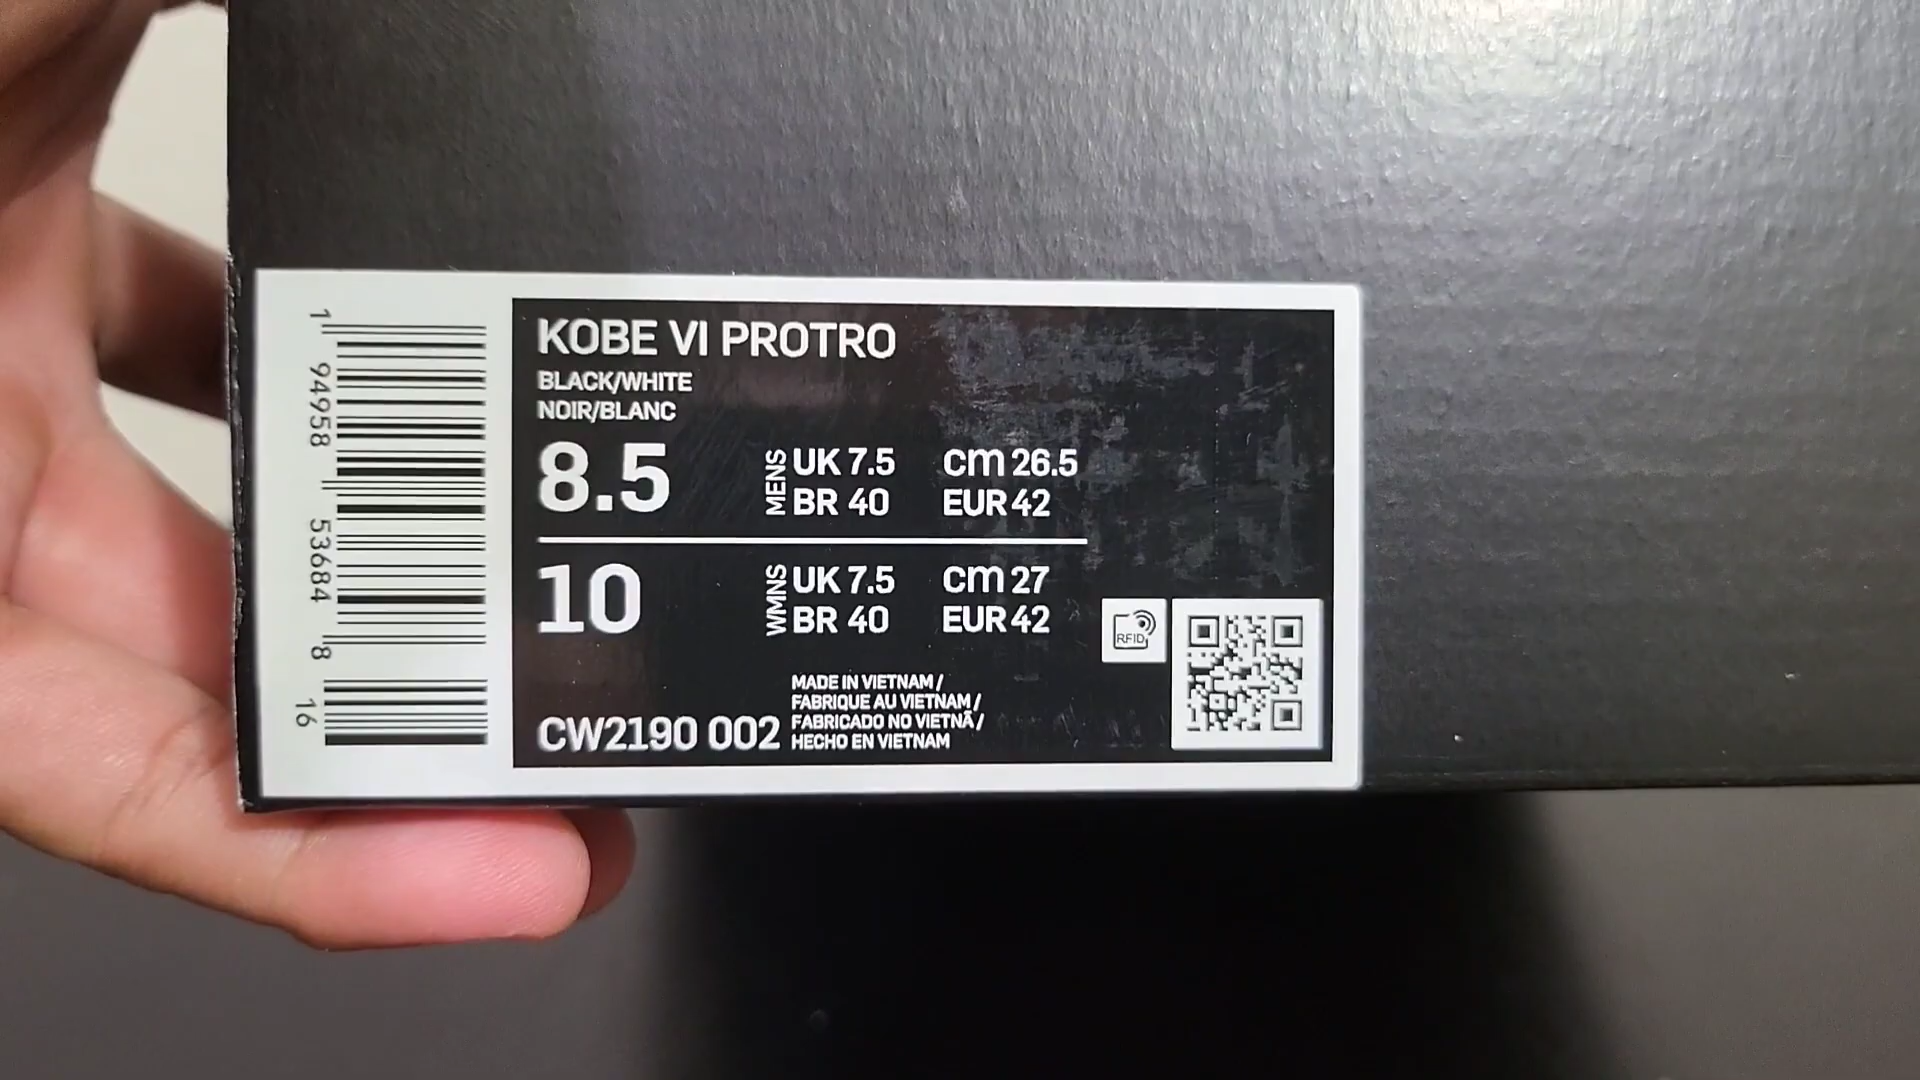 KOBE VI PROTRO
BLACK/WHITE
NOIR/BLANC
8.5
MENS
UK 7.5 cm 26.5
BR 40 EUR 42
10
WMNS
UK 7.5 cm 27
BR 40 EUR 42
RFID
CW2190 002
MADE IN VIETNAM /
FABRIQUE AU VIETNAM /
FABRICADO NO VIETNÃ /
HECHO EN VIETNAM
1 94958 53684 8 16